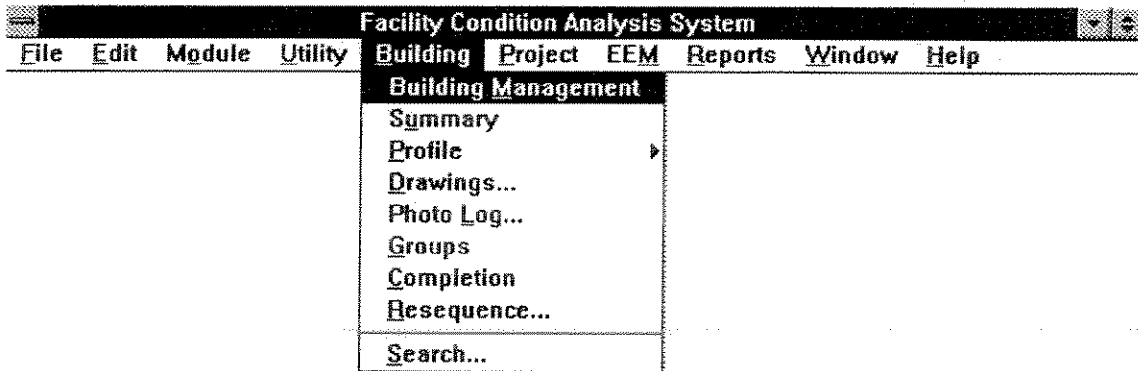 Facility Condition Analysis System
File Edit Module Utility Building Project EEM Reports Window Help
Building Management
Summary
Profile
Drawings...
Photo Log...
Groups
Completion
Resequence...
Search...